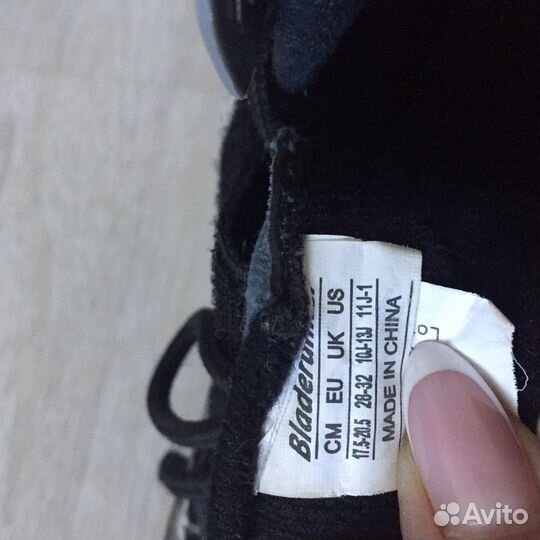 Bladerunner
CM EU UK US
17.5-20.5 28-32 10J-13J 11J-1
MADE IN CHINA
Avito